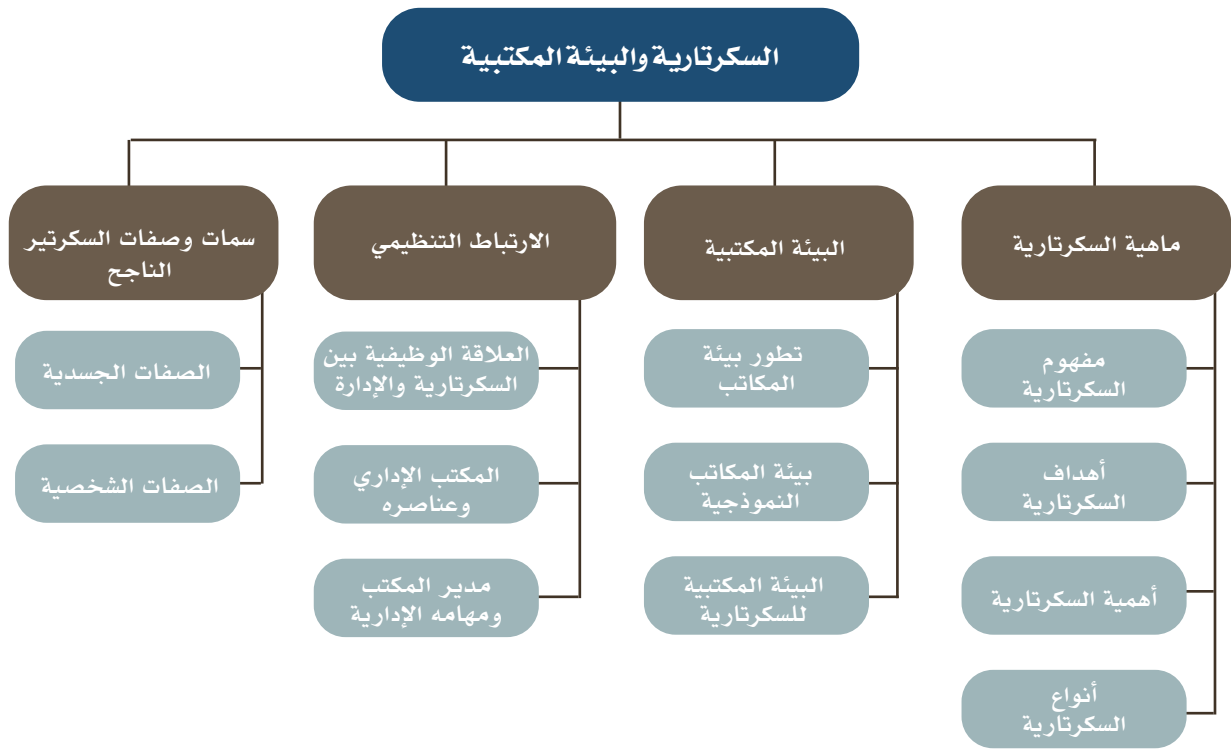 السكرتارية والبيئة المكتبية
ماهية السكرتارية
مفهوم
السكرتارية
أهداف
السكرتارية
أهمية السكرتارية
أنواع
السكرتارية
البيئة المكتبية
تطور بيئة
المكاتب
بيئة المكاتب
النموذجية
البيئة المكتبية
للسكرتارية
الارتباط التنظيمي
العلاقة الوظيفية بين
السكرتارية والإدارة
المكتب الإداري
وعناصره
مدير المكتب
ومهامه الإدارية
سمات وصفات السكرتير
الناجح
الصفات الجسدية
الصفات الشخصية